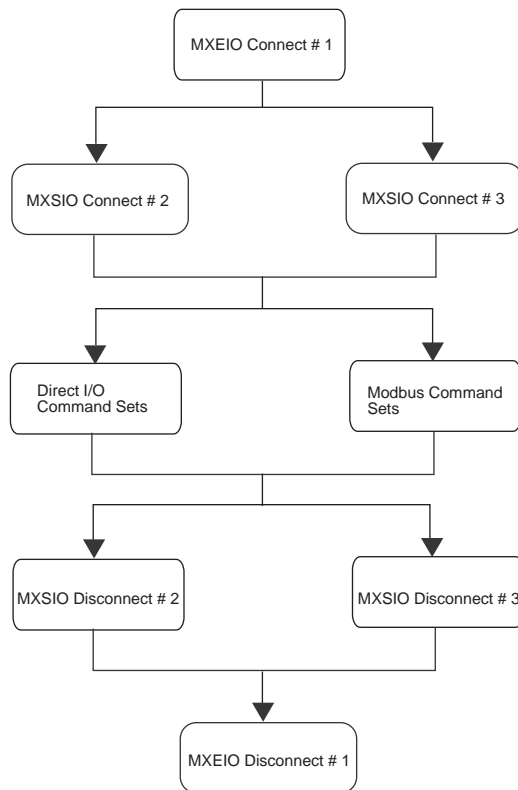 MXEIO Connect # 1
MXSIO Connect # 2
MXSIO Connect # 3
Direct I/O
Command Sets
Modbus Command
Sets
MXSIO Disconnect # 2
MXSIO Disconnect # 3
MXEIO Disconnect # 1